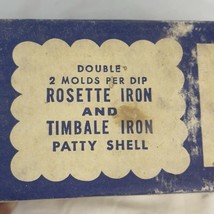 DOUBLE
2 MOLDS PER DIP
ROSETTE IRON
AND
TIMBALE IRON
PATTY SHELL